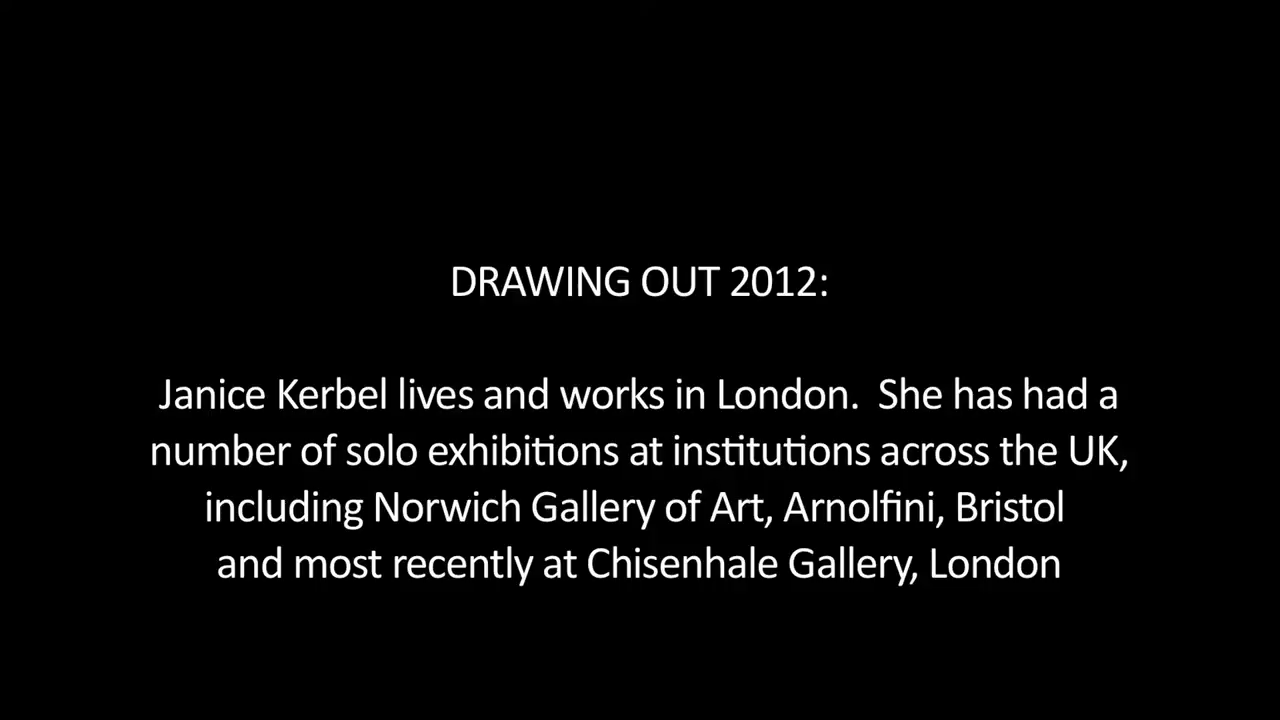 DRAWING OUT 2012:
Janice Kerbel lives and works in London.  She has had a
number of solo exhibitions at institutions across the UK,
including Norwich Gallery of Art, Arnolfini, Bristol
and most recently at Chisenhale Gallery, London